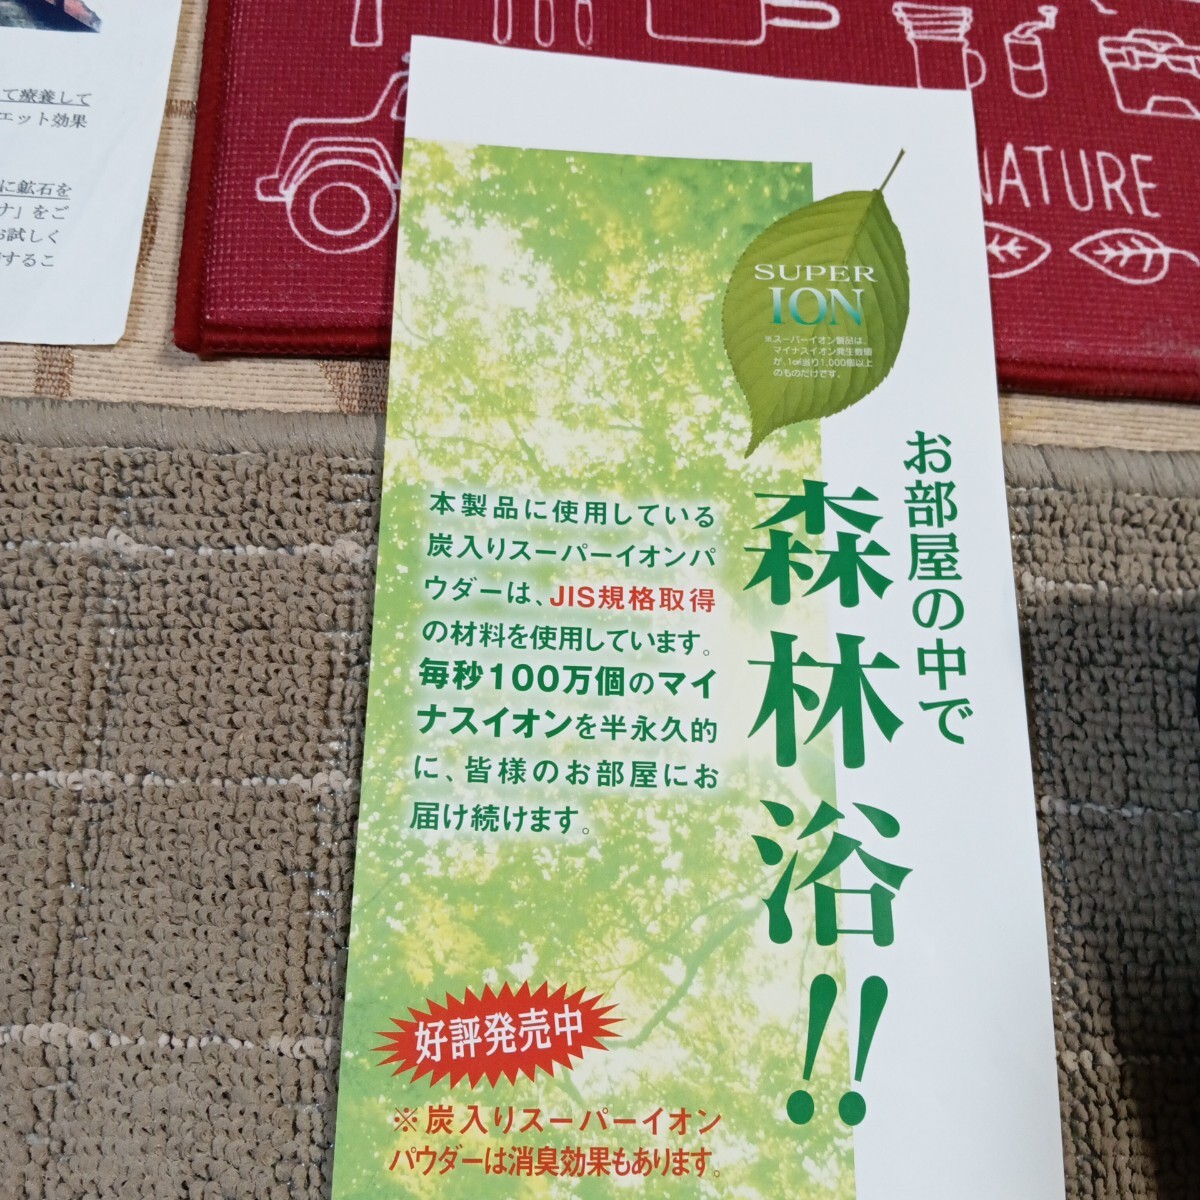 て療養して
エット効果
に鉱石を
ナ」をご
お試しく
するこ
NATURE
SUPER
ION
※スーパーイオン製品は、
マイナスイオン発生数値
が、1㎤当り1,000個以上
のものだけです。
お部屋の中で
森林浴!!
本製品に使用している
炭入りスーパーイオンパ
ウダーは、JIS規格取得
の材料を使用しています。
毎秒100万個のマイ
ナスイオンを半永久的
に、皆様のお部屋にお
届け続けます。
好評発売中
※炭入りスーパーイオン
パウダーは消臭効果もあります。